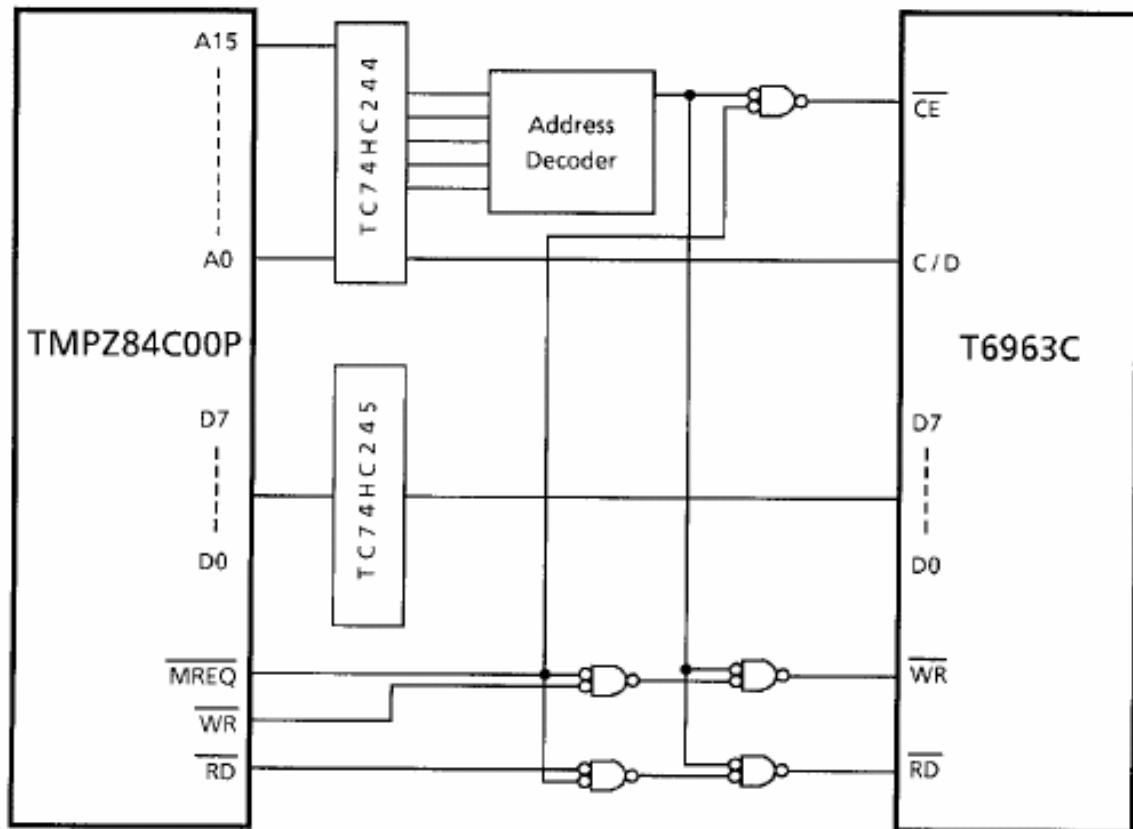 A15
A0
TMPZ84C00P
D7
D0
MREQ
WR
RD
TC74HC244
TC74HC245
Address
Decoder
CE
C/D
T6963C
D7
D0
WR
RD